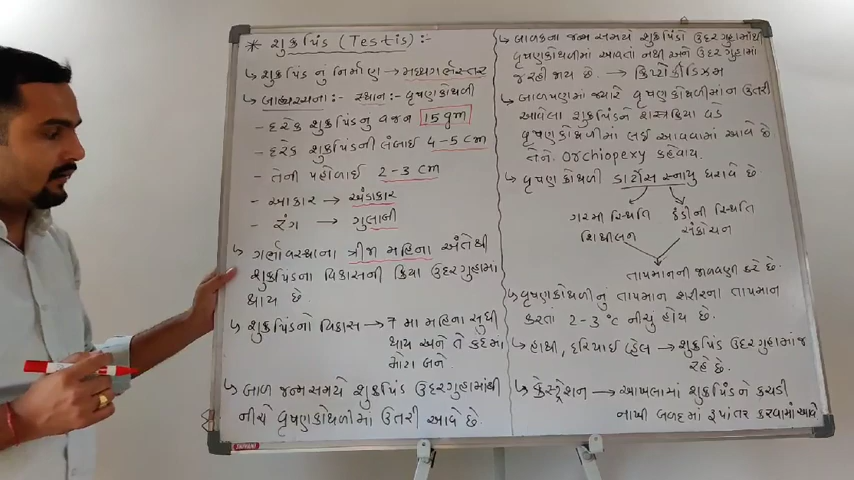 * શુક્રપિંડ (Testis) :-
↳ શુક્રપિંડ નું નિર્માણ → મધ્યગર્ભસ્તર
↳ બાહ્યરચના :- સ્થાન :- વૃષણકોથળી
- દરેક શુક્રપિંડનુ વજન 15 gm
- દરેક શુક્રપિંડની લંબાઈ 4-5 cm
- તેની પહોળાઈ 2-3 cm
- આકાર → અંડાકાર
- રંગ → ગુલાબી
↳ ગર્ભાવસ્થાના ત્રીજા મહિના અંતેથી
શુક્રપિંડના વિકાસની ક્રિયા ઉદરગુહામાં
થાય છે.
↳ શુક્રપિંડનો વિકાસ → 7 મા મહિના સુધી
થાય અને તે કદમાં
મોટા બને.
↳ બાળ જન્મ સમયે શુક્રપિંડ ઉદરગુહામાંથી
નીચે વૃષણકોથળીમાં ઉતરી આવે છે.
↳ બાળકના જન્મ સમયે શુક્રપિંડો ઉદરગુહામાંથી
વૃષણકોથળીમાં આવતાં નથી અને ઉદરગુહામાં
જ રહી જાય છે. → ક્રિપ્ટોર્કીડિઝમ
↳ બાળપણમાં જ્યારે વૃષણકોથળીમાં ન ઉતરી
આવેલા શુક્રપિંડને શસ્ત્રક્રિયા વડે
વૃષણકોથળીમાં લઈ આવવામાં આવે છે
તેને orchiopexy કહેવાય.
↳ વૃષણકોથળી ડાર્ટોસ સ્નાયુ ધરાવે છે.
ગરમી સ્થિતિ ઠંડીની સ્થિતિ
શિથીલન સંકોચન
તાપમાનની જાળવણી કરે છે.
↳ વૃષણકોથળીનું તાપમાન શરીરના તાપમાન
કરતાં 2-3 °C નીચું હોય છે.
↳ હાથી, દરિયાઈ વ્હેલ → શુક્રપિંડ ઉદરગુહામાં જ
રહે છે.
↳ કેસ્ટ્રેશન → આખલામાં શુક્રપિંડને કચડી
નાખી બળદમાં રૂપાંતર કરવામાં આવે